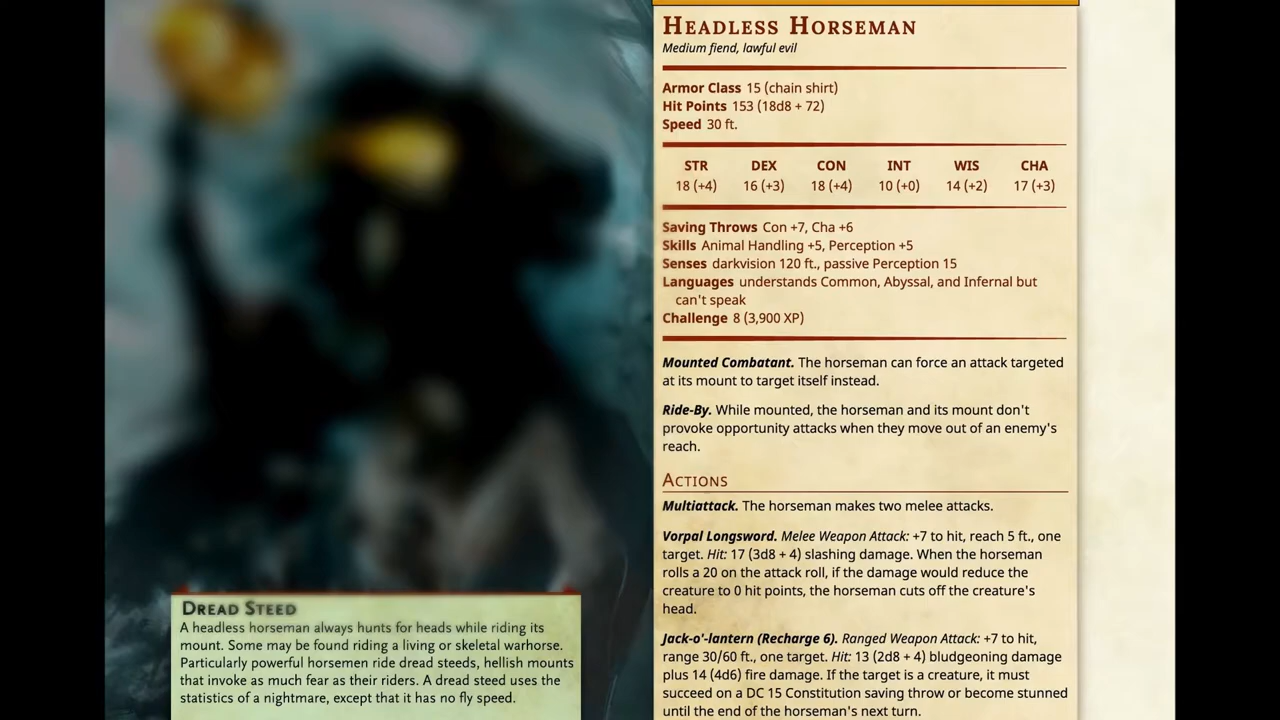 HEADLESS HORSEMAN
Medium fiend, lawful evil
Armor Class 15 (chain shirt)
Hit Points 153 (18d8 + 72)
Speed 30 ft.
STR DEX CON INT WIS CHA
18 (+4) 16 (+3) 18 (+4) 10 (+0) 14 (+2) 17 (+3)
Saving Throws Con +7, Cha +6
Skills Animal Handling +5, Perception +5
Senses darkvision 120 ft., passive Perception 15
Languages understands Common, Abyssal, and Infernal but
can't speak
Challenge 8 (3,900 XP)
Mounted Combatant. The horseman can force an attack targeted
at its mount to target itself instead.
Ride-By. While mounted, the horseman and its mount don't
provoke opportunity attacks when they move out of an enemy's
reach.
ACTIONS
Multiattack. The horseman makes two melee attacks.
Vorpal Longsword. Melee Weapon Attack: +7 to hit, reach 5 ft., one
target. Hit: 17 (3d8 + 4) slashing damage. When the horseman
rolls a 20 on the attack roll, if the damage would reduce the
creature to 0 hit points, the horseman cuts off the creature's
head.
Jack-o'-lantern (Recharge 6). Ranged Weapon Attack: +7 to hit,
range 30/60 ft., one target. Hit: 13 (2d8 + 4) bludgeoning damage
plus 14 (4d6) fire damage. If the target is a creature, it must
succeed on a DC 15 Constitution saving throw or become stunned
until the end of the horseman's next turn.
DREAD STEED
A headless horseman always hunts for heads while riding its
mount. Some may be found riding a living or skeletal warhorse.
Particularly powerful horsemen ride dread steeds, hellish mounts
that invoke as much fear as their riders. A dread steed uses the
statistics of a nightmare, except that it has no fly speed.